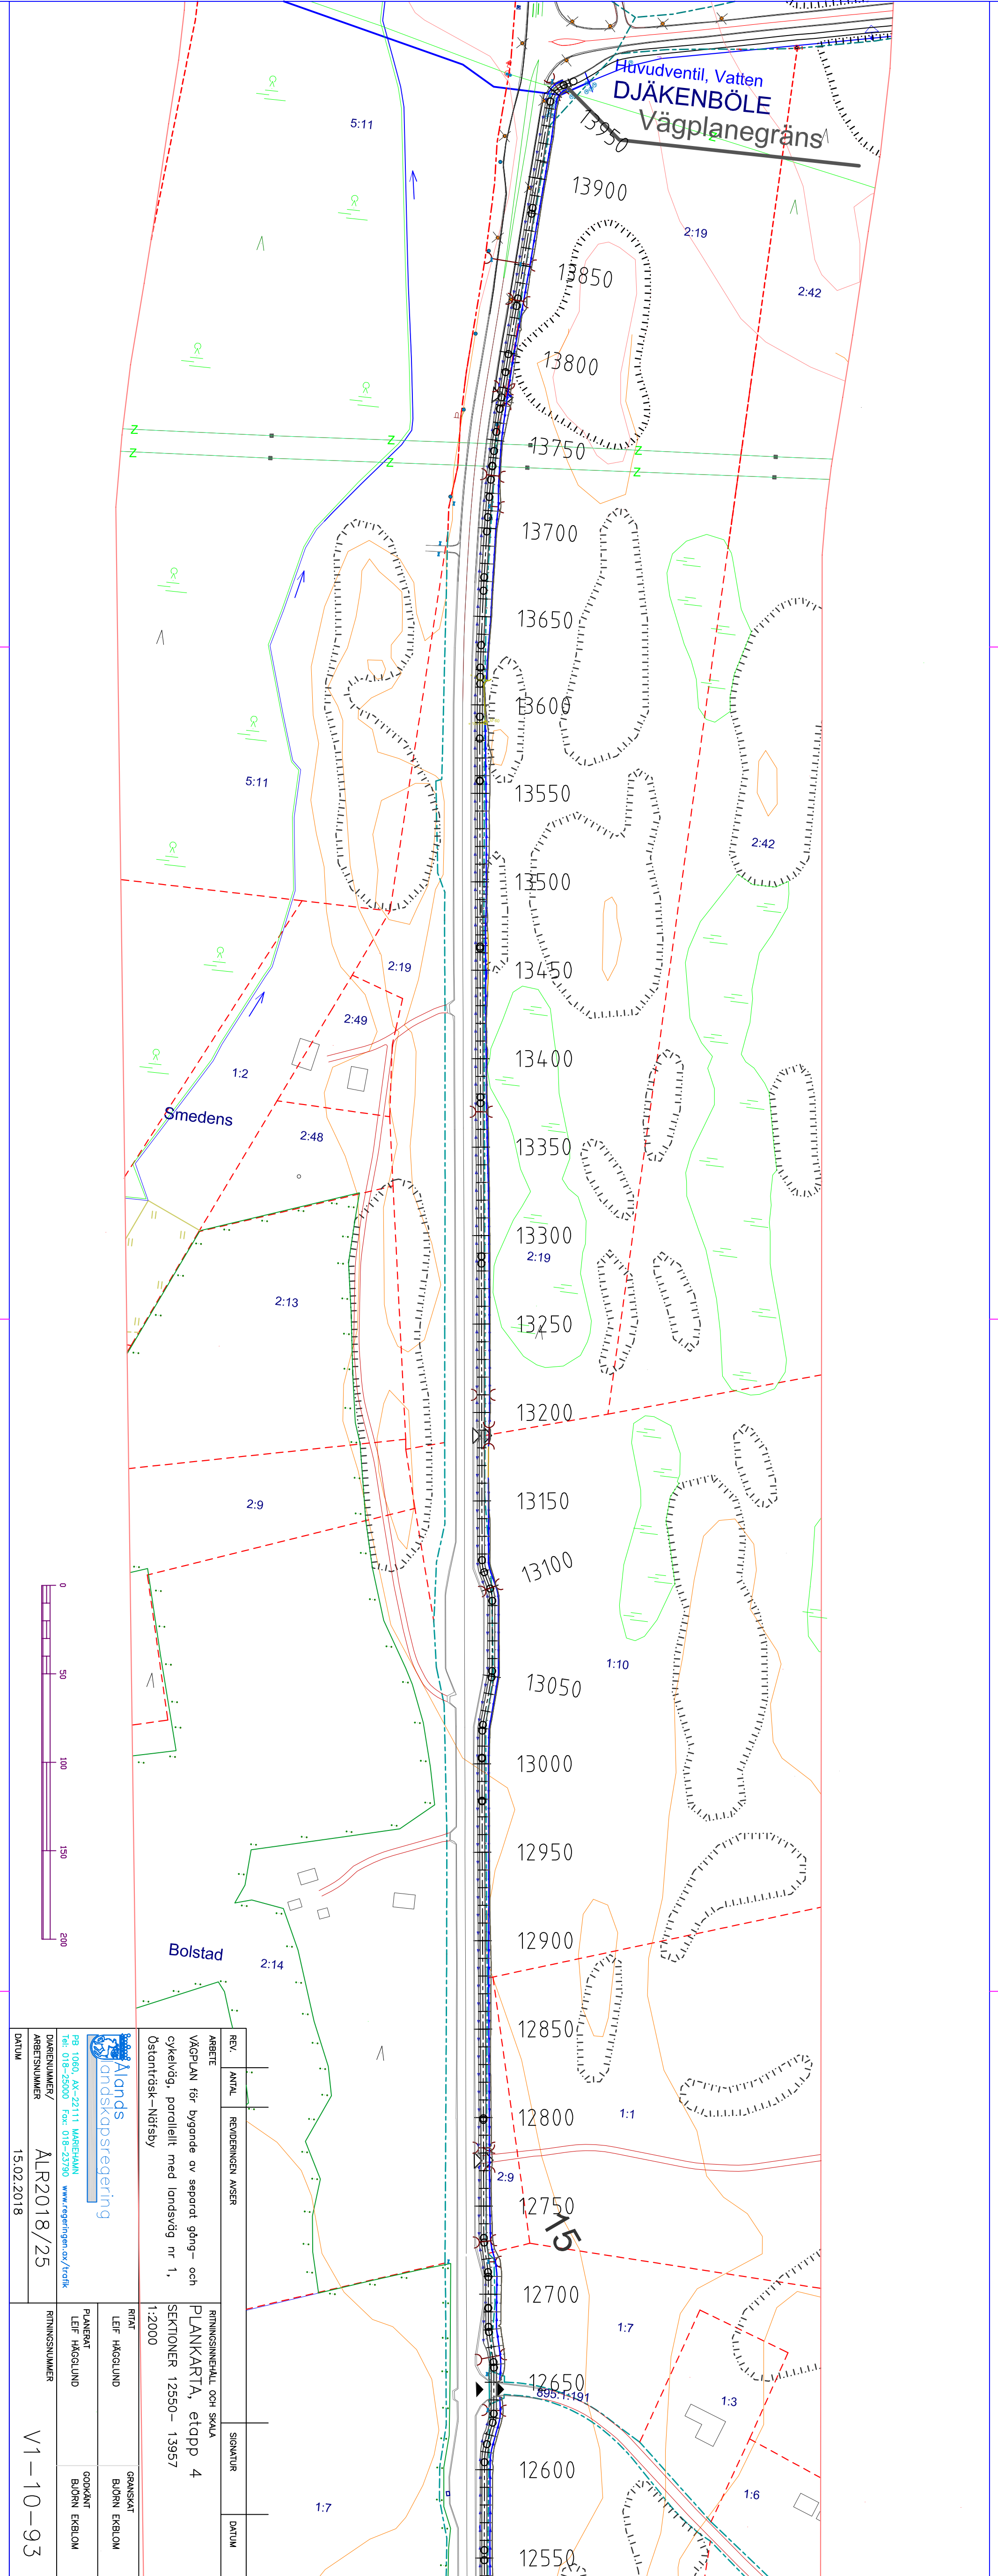 Huvudventil, Vatten
DJÄKENBÖLE
Vägplanegräns
13950
5:11
13900
2:19
13850
2:42
13800
Z
Z
13750
Z
Z
Z
Z
Z
13700
13650
13600
5:11
13550
2:42
13500
2:19
13450
2:49
13400
1:2
Smedens
2:48
13350
13300
2:19
2:13
13250
13200
2:9
13150
13100
1:10
13050
13000
12950
12900
Bolstad
2:14
12850
12800
1:1
2:9
12750
15
12700
1:7
12650
895:1:191
1:3
12600
1:6
1:7
12550
0
50
100
150
200
REV.
ANTAL
REVIDERINGEN AVSER
SIGNATUR
DATUM
ARBETE
VÄGPLAN för bygande av separat gång- och
cykelväg, parallellt med landsväg nr 1,
Östanträsk-Näfsby
RITNINGSINNEHÅLL OCH SKALA
PLANKARTA, etapp 4
SEKTIONER 12550- 13957
1:2000
Ålands
landskapsregering
PB 1060, AX-22111 MARIEHAMN
Tel: 018-25000 Fax: 018-23790 www.regeringen.ax/trafik
RITAT
LEIF HÄGGLUND
GRANSKAT
BJÖRN EKBLOM
PLANERAT
LEIF HÄGGLUND
GODKÄNT
BJÖRN EKBLOM
DIARIENUMMER/
ARBETSNUMMER
ÅLR2018/25
DATUM
15.02.2018
RITNINGSNUMMER
V1-10-93